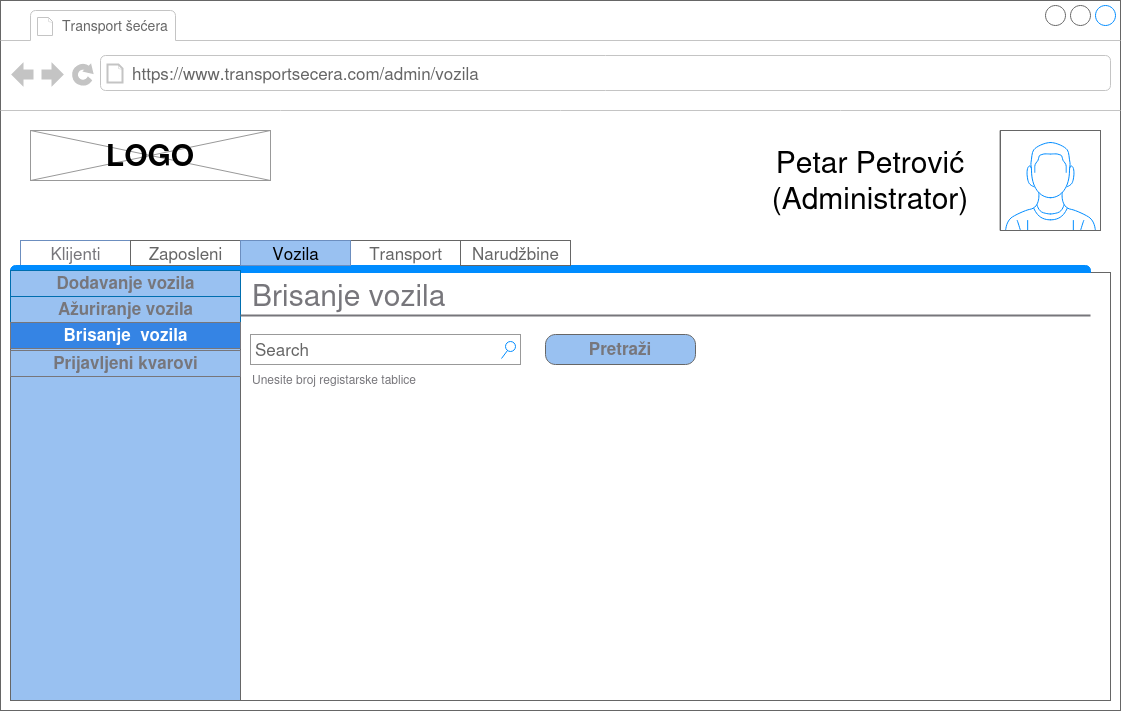 Transport šećera
https://www.transportsecera.com/admin/vozila
LOGO
Petar Petrović
(Administrator)
Klijenti
Zaposleni
Vozila
Transport
Narudžbine
Dodavanje vozila
Ažuriranje vozila
Brisanje vozila
Prijavljeni kvarovi
Brisanje vozila
Search
Pretraži
Unesite broj registarske tablice